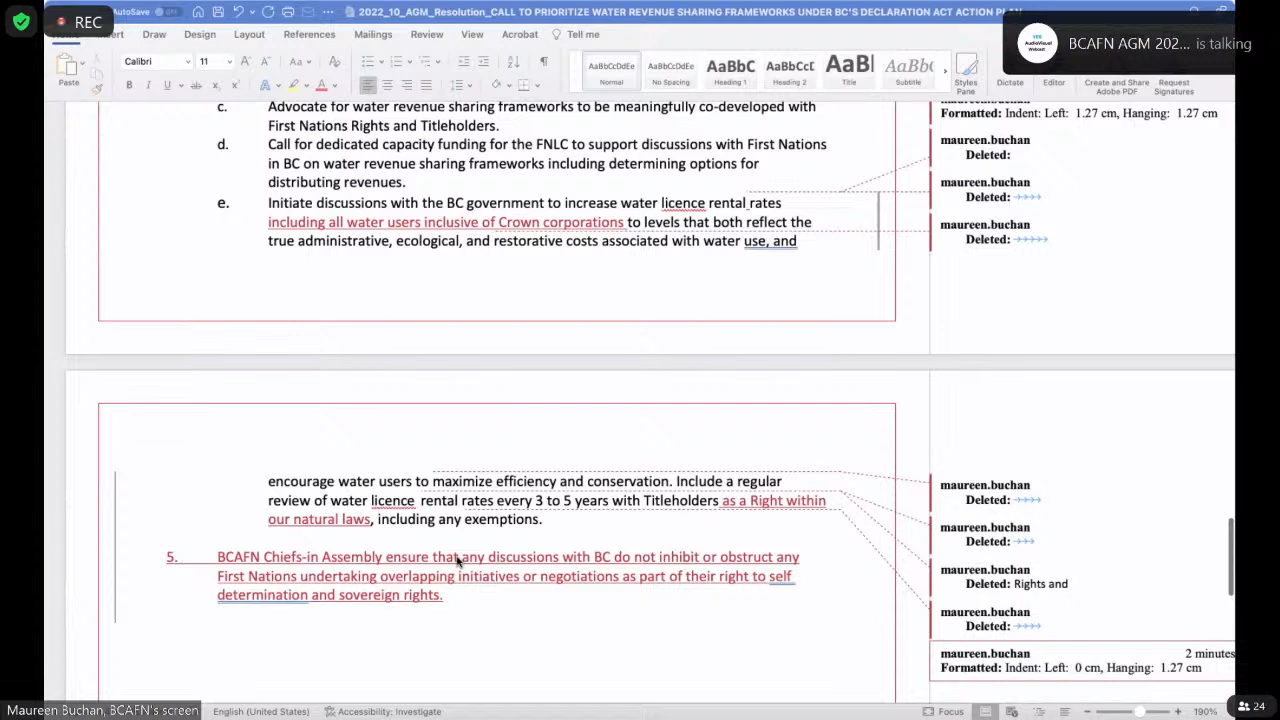 REC
AutoSave
2022_10_AGM_Resolution_CALL TO PRIORITIZE WATER REVENUE SHARING FRAMEWORKS UNDER BC'S DECLARATION ACT ACTION PLAN
BCAFN AGM 202... is talking
Draw Design Layout References Mailings Review View Acrobat Tell me
Paste
Calibri 11
AaBbCcDdEe AaBbCcDdEe AaBbC AaBbCcE AaB AaBbC
Normal No Spacing Heading 1 Heading 2 Title Subtitle
Styles Pane
Dictate
Editor
Create and Share Adobe PDF
Request Signatures
c. Advocate for water revenue sharing frameworks to be meaningfully co-developed with
First Nations Rights and Titleholders.
d. Call for dedicated capacity funding for the FNLC to support discussions with First Nations
in BC on water revenue sharing frameworks including determining options for
distributing revenues.
e. Initiate discussions with the BC government to increase water licence rental rates
including all water users inclusive of Crown corporations to levels that both reflect the
true administrative, ecological, and restorative costs associated with water use, and
maureen.buchan
Formatted: Indent: Left: 1.27 cm, Hanging: 1.27 cm
maureen.buchan
Deleted:
maureen.buchan
Deleted:
maureen.buchan
Deleted:
encourage water users to maximize efficiency and conservation. Include a regular
review of water licence rental rates every 3 to 5 years with Titleholders as a Right within
our natural laws, including any exemptions.
5. BCAFN Chiefs-in Assembly ensure that any discussions with BC do not inhibit or obstruct any
First Nations undertaking overlapping initiatives or negotiations as part of their right to self
determination and sovereign rights.
maureen.buchan
Deleted:
maureen.buchan
Deleted:
maureen.buchan
Deleted: Rights and
maureen.buchan
Deleted:
maureen.buchan 2 minutes
Formatted: Indent: Left: 0 cm, Hanging: 1.27 cm
Maureen Buchan, BCAFN's screen
English (United States)
Accessibility: Investigate
Focus
190%
24